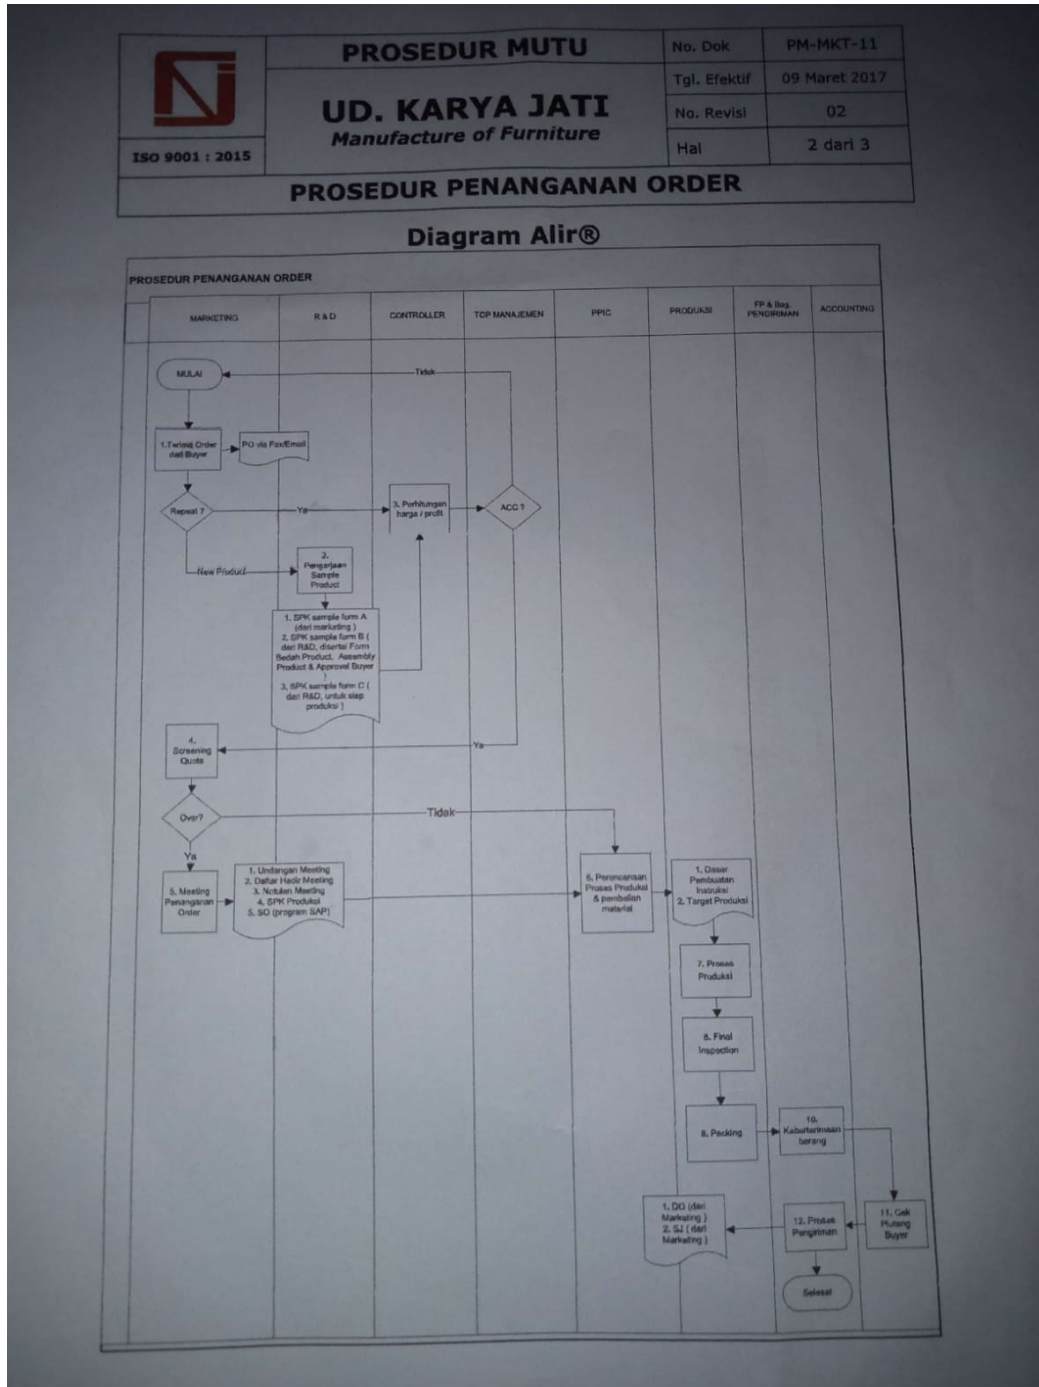 PROSEDUR MUTU
UD. KARYA JATI
Manufacture of Furniture
ISO 9001 : 2015
No. Dok PM-MKT-11
Tgl. Efektif 09 Maret 2017
No. Revisi 02
Hal 2 dari 3
PROSEDUR PENANGANAN ORDER
Diagram Alir®
PROSEDUR PENANGANAN ORDER
MARKETING
R & D
CONTROLLER
TOP MANAJEMEN
PPIC
PRODUKSI
FP & Bag.
PENGIRIMAN
ACCOUNTING
MULAI
Tidak
1.Terima Order
dari Buyer
PO via Fax/Email
Repeat ?
Ya
3. Perhitungan
harga / profit
ACC ?
New Product
2.
Pengerjaan
Sample
Product
1. SPK sample form A
(dari marketing )
2. SPK sample form B (
dari R&D, disertai Form
Bedah Product, Assembly
Product & Approval Buyer
)
3. SPK sample form C (
dari R&D, untuk siap
produksi )
Ya
4.
Screening
Quota
Over?
Tidak
Ya
5. Meeting
Penanganan
Order
1. Undangan Meeting
2. Daftar Hadir Meeting
3. Notulen Meeting
4. SPK Produksi
5. SO (program SAP)
6. Perencanaan
Proses Produksi
& pembelian
material
1. Dasar
Pembuatan
Instruksi
2. Target Produksi
7. Proses
Produksi
8. Final
Inspection
Packing
10.
barang
11. Cek
Piutang
Buyer
12. Proses
Pengiriman
1. DO (dari
Marketing )
2. SJ ( dari
Marketing )
Selesai